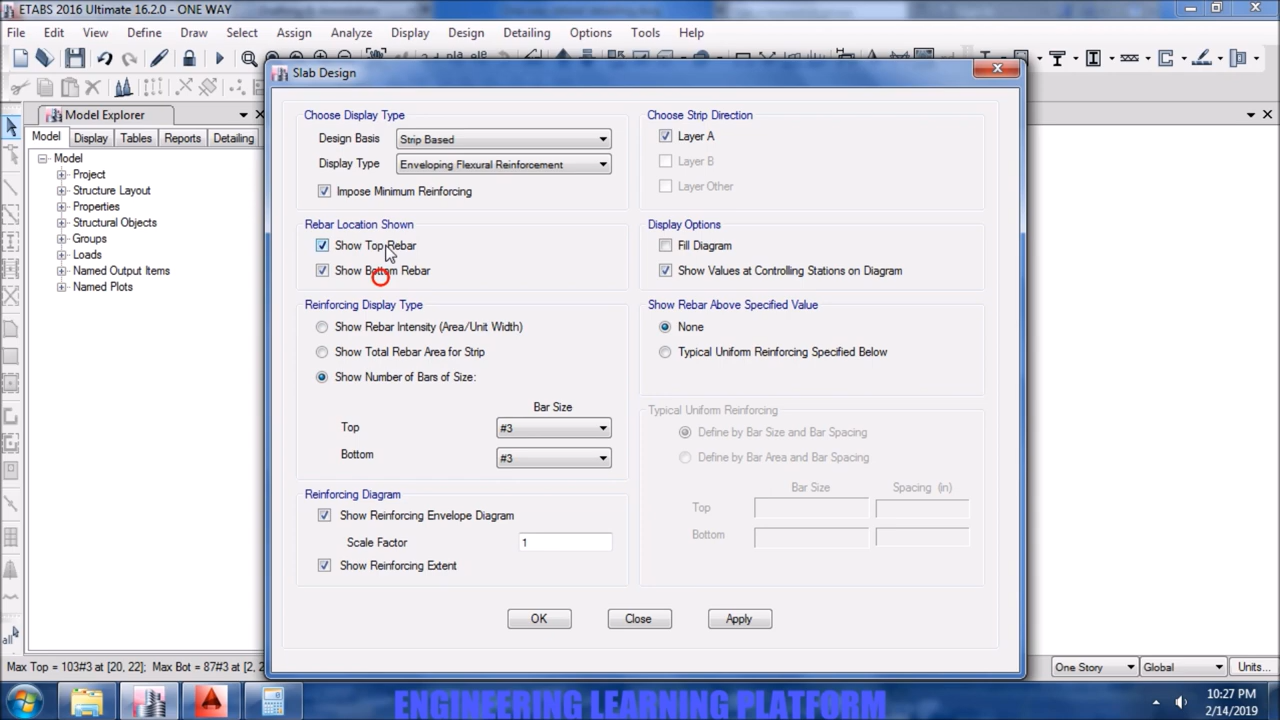 ETABS 2016 Ultimate 16.2.0 - ONE WAY
File Edit View Define Draw Select Assign Analyze Display Design Detailing Options Tools Help
Slab Design
Model Explorer
Model Display Tables Reports Detailing
Model
Project
Structure Layout
Properties
Structural Objects
Groups
Loads
Named Output Items
Named Plots
all
Choose Display Type
Design Basis Strip Based
Display Type Enveloping Flexural Reinforcement
Impose Minimum Reinforcing
Rebar Location Shown
Show Top Rebar
Show Bottom Rebar
Reinforcing Display Type
Show Rebar Intensity (Area/Unit Width)
Show Total Rebar Area for Strip
Show Number of Bars of Size:
Bar Size
Top #3
Bottom #3
Reinforcing Diagram
Show Reinforcing Envelope Diagram
Scale Factor 1
Show Reinforcing Extent
Choose Strip Direction
Layer A
Layer B
Layer Other
Display Options
Fill Diagram
Show Values at Controlling Stations on Diagram
Show Rebar Above Specified Value
None
Typical Uniform Reinforcing Specified Below
Typical Uniform Reinforcing
Define by Bar Size and Bar Spacing
Define by Bar Area and Bar Spacing
Bar Size Spacing (in)
Top
Bottom
OK Close Apply
Max Top = 103#3 [20, 22]; Max Bot = 87#3 [2, 2
One Story Global Units...
ENGINEERING LEARNING PLATFORM
10:27 PM
2/14/2019